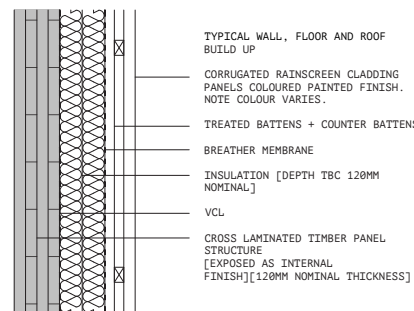 TYPICAL WALL, FLOOR AND ROOF
BUILD UP
CORRUGATED RAINSCREEN CLADDING
PANELS COLOURED PAINTED FINISH.
NOTE COLOUR VARIES.
TREATED BATTENS + COUNTER BATTENS
BREATHER MEMBRANE
INSULATION [DEPTH TBC 120MM
NOMINAL]
VCL
CROSS LAMINATED TIMBER PANEL
STRUCTURE
[EXPOSED AS INTERNAL
FINISH][120MM NOMINAL THICKNESS]